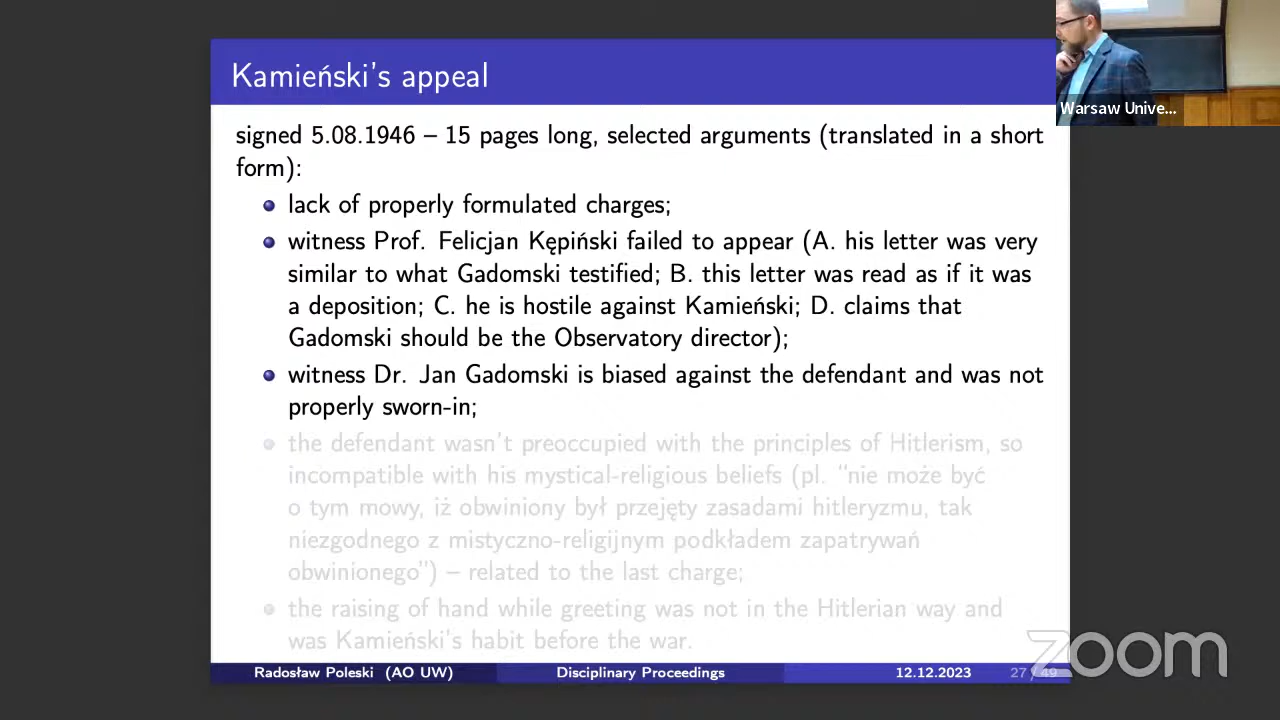 Kamieński's appeal
Warsaw Unive...
signed 5.08.1946 – 15 pages long, selected arguments (translated in a short
form):
lack of properly formulated charges;
witness Prof. Felicjan Kępiński failed to appear (A. his letter was very
similar to what Gadomski testified; B. this letter was read as if it was
a deposition; C. he is hostile against Kamieński; D. claims that
Gadomski should be the Observatory director);
witness Dr. Jan Gadomski is biased against the defendant and was not
properly sworn-in;
the defendant wasn't preoccupied with the principles of Hitlerism, so
incompatible with his mystical-religious beliefs (pl. "nie może być
o tym mowy, iż obwiniony był przejęty zasadami hitleryzmu, tak
niezgodnego z mistyczno-religijnym podkładem zapatrywań
obwinionego") – related to the last charge;
the raising of hand while greeting was not in the Hitlerian way and
was Kamieński's habit before the war.
zoom
Radosław Poleski (AO UW) Disciplinary Proceedings 12.12.2023 27 / 49